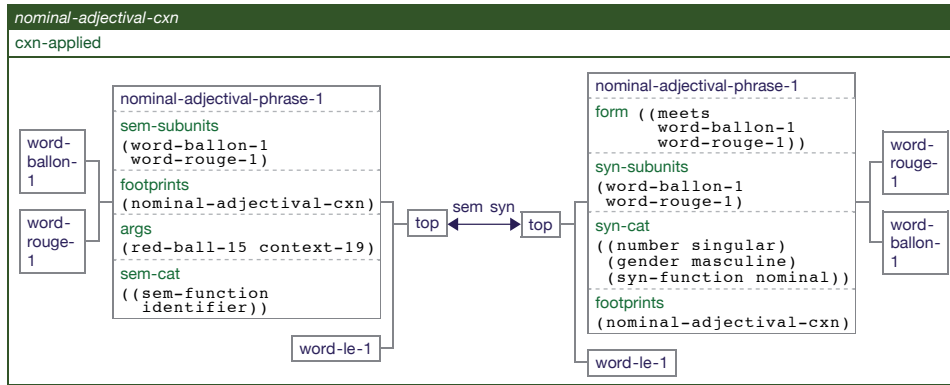 nominal-adjectival-cxn
cxn-applied
word-
ballon-
1
word-
rouge-
1
nominal-adjectival-phrase-1
sem-subunits
(word-ballon-1
word-rouge-1)
footprints
(nominal-adjectival-cxn)
args
(red-ball-15 context-19)
sem-cat
((sem-function
identifier))
word-le-1
top
sem syn
top
nominal-adjectival-phrase-1
form ((meets
word-ballon-1
word-rouge-1))
syn-subunits
(word-ballon-1
word-rouge-1)
syn-cat
((number singular)
(gender masculine)
(syn-function nominal))
footprints
(nominal-adjectival-cxn)
word-le-1
word-
rouge-
1
word-
ballon-
1